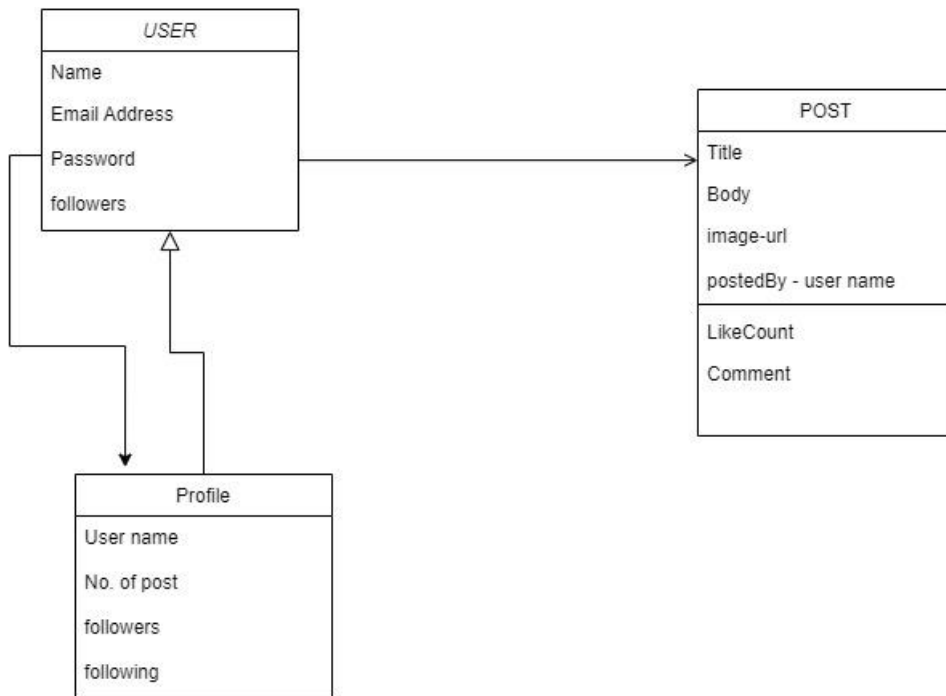 USER
Name
Email Address
Password
followers
POST
Title
Body
image-url
postedBy - user name
LikeCount
Comment
Profile
User name
No. of post
followers
following